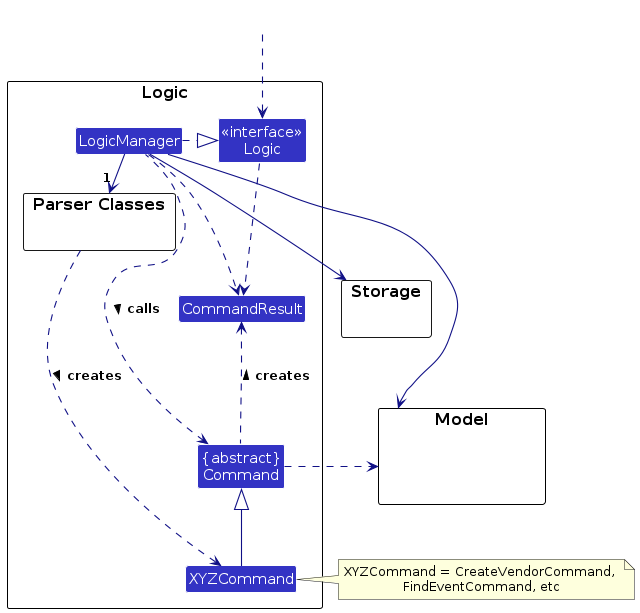 Logic
LogicManager
«interface»
Logic
1
Parser Classes
Storage
CommandResult
calls
creates
creates
Model
{abstract}
Command
XYZCommand
XYZCommand = CreateVendorCommand,
FindEventCommand, etc